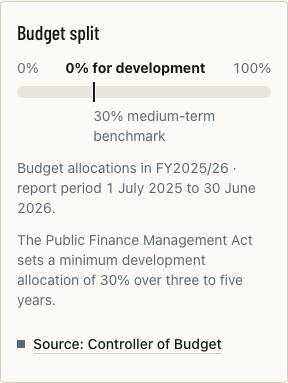 Budget split
0% 0% for development 100%
30% medium-term
benchmark
Budget allocations in FY2025/26 ·
report period 1 July 2025 to 30 June
2026.
The Public Finance Management Act
sets a minimum development
allocation of 30% over three to five
years.
Source: Controller of Budget